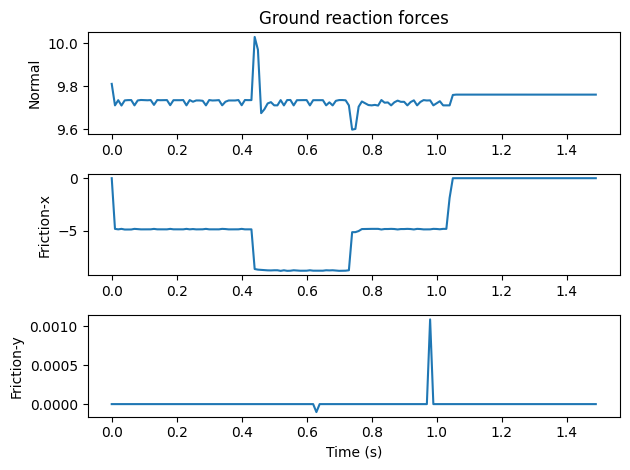 Ground reaction forces
Normal
10.0
9.8
9.6
0.0 0.2 0.4 0.6 0.8 1.0 1.2 1.4
Friction-x
0
−5
0.0 0.2 0.4 0.6 0.8 1.0 1.2 1.4
Friction-y
0.0010
0.0005
0.0000
0.0 0.2 0.4 0.6 0.8 1.0 1.2 1.4
Time (s)